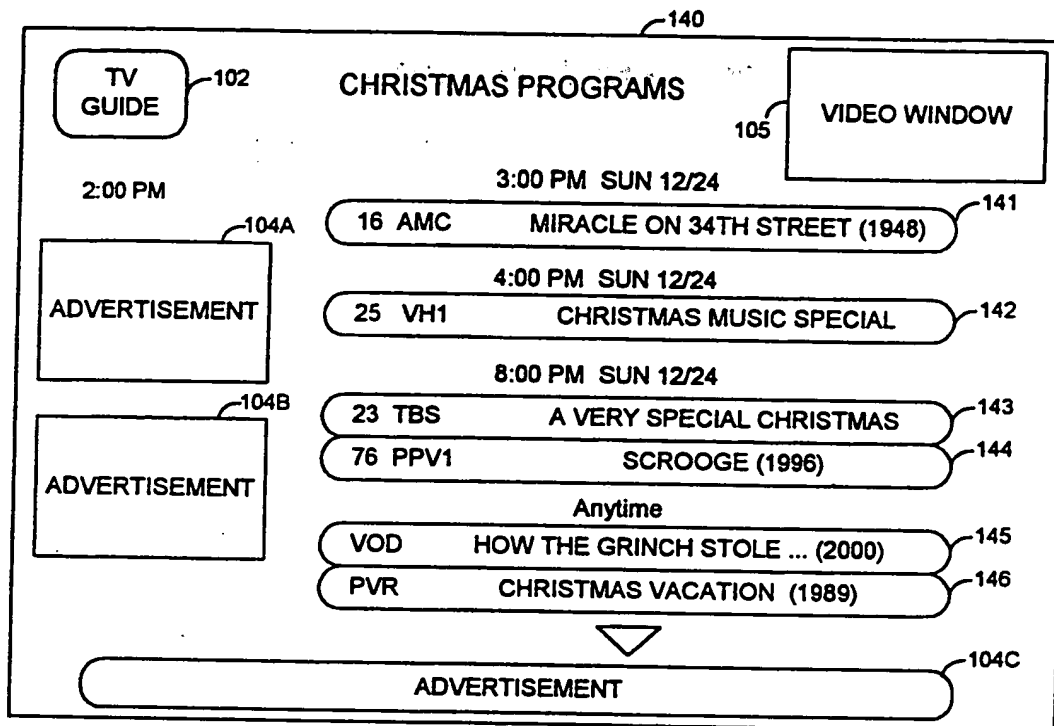 140
TV
GUIDE
102
CHRISTMAS PROGRAMS
105
VIDEO WINDOW
2:00 PM
3:00 PM SUN 12/24
16 AMC MIRACLE ON 34TH STREET (1948)
141
104A
ADVERTISEMENT
4:00 PM SUN 12/24
25 VH1 CHRISTMAS MUSIC SPECIAL
142
8:00 PM SUN 12/24
104B
ADVERTISEMENT
23 TBS A VERY SPECIAL CHRISTMAS
143
76 PPV1 SCROOGE (1996)
144
Anytime
VOD HOW THE GRINCH STOLE ... (2000)
145
PVR CHRISTMAS VACATION (1989)
146
104C
ADVERTISEMENT